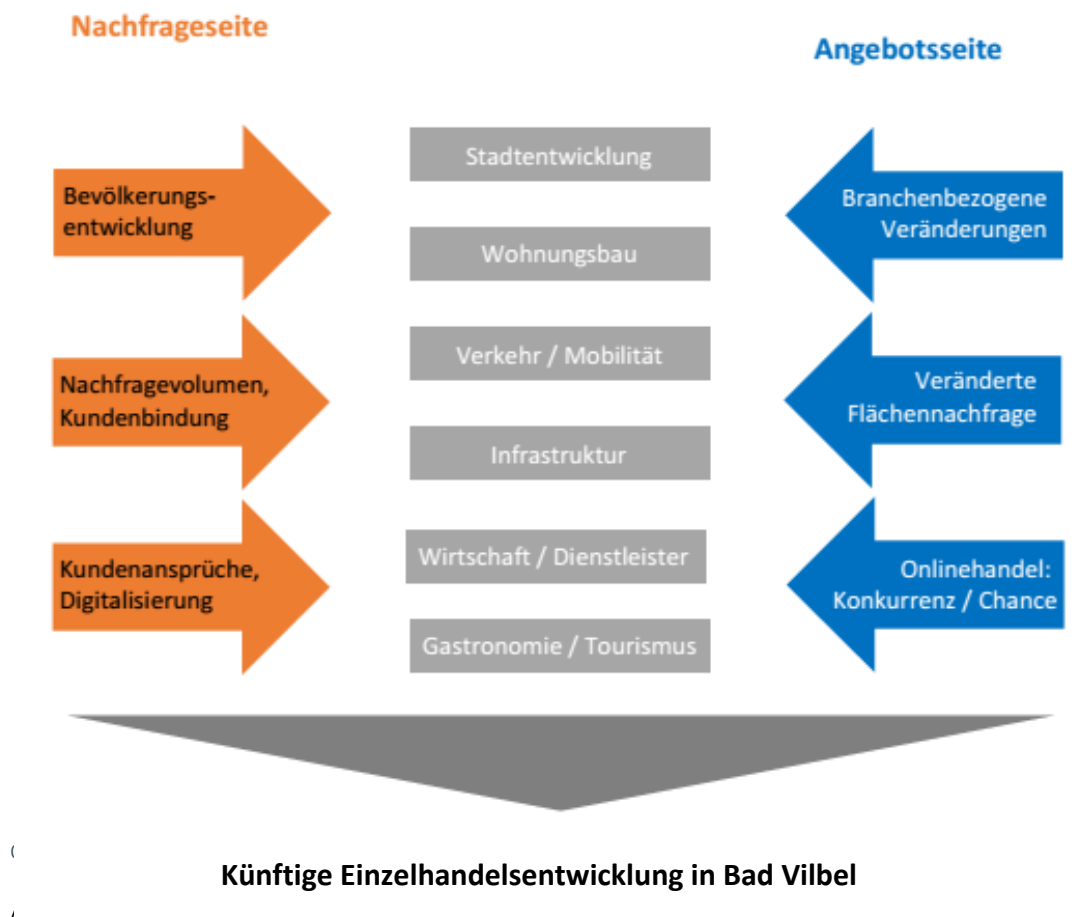 Nachfrageseite
Angebotsseite
Bevölkerungs-
entwicklung
Nachfragevolumen,
Kundenbindung
Kundenansprüche,
Digitalisierung
Stadtentwicklung
Wohnungsbau
Verkehr / Mobilität
Infrastruktur
Wirtschaft / Dienstleister
Gastronomie / Tourismus
Branchenbezogene
Veränderungen
Veränderte
Flächennachfrage
Onlinehandel:
Konkurrenz / Chance
Künftige Einzelhandelsentwicklung in Bad Vilbel